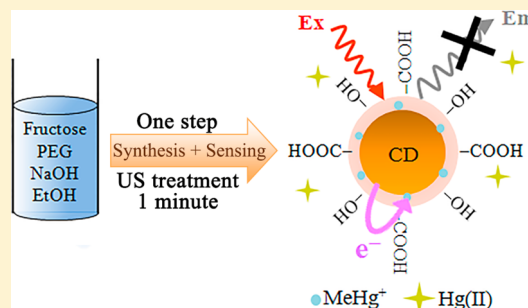 Fructose
PEG
NaOH
EtOH
One step
Synthesis + Sensing
US treatment
1 minute
Ex
Em
COOH
HO
OH
HOOC
CD
COOH
HO
OH
COOH
e⁻
MeHg⁺
Hg(II)